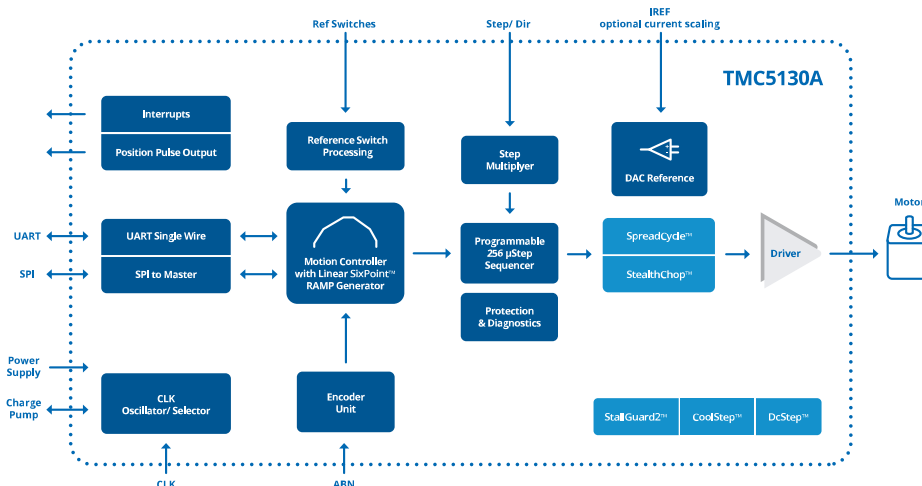 Ref Switches
Step/ Dir
IREF
optional current scaling
TMC5130A
Interrupts
Position Pulse Output
Reference Switch
Processing
Step
Multiplyer
DAC Reference
Motor
UART
UART Single Wire
SPI
SPI to Master
Motion Controller
with Linear SixPoint™
RAMP Generator
Programmable
256 µStep
Sequencer
SpreadCycle™
StealthChop™
Driver
Protection
& Diagnostics
Power
Supply
Charge
Pump
CLK
Oscillator/ Selector
Encoder
Unit
StallGuard2™
CoolStep™
DcStep™
CLK
ABN